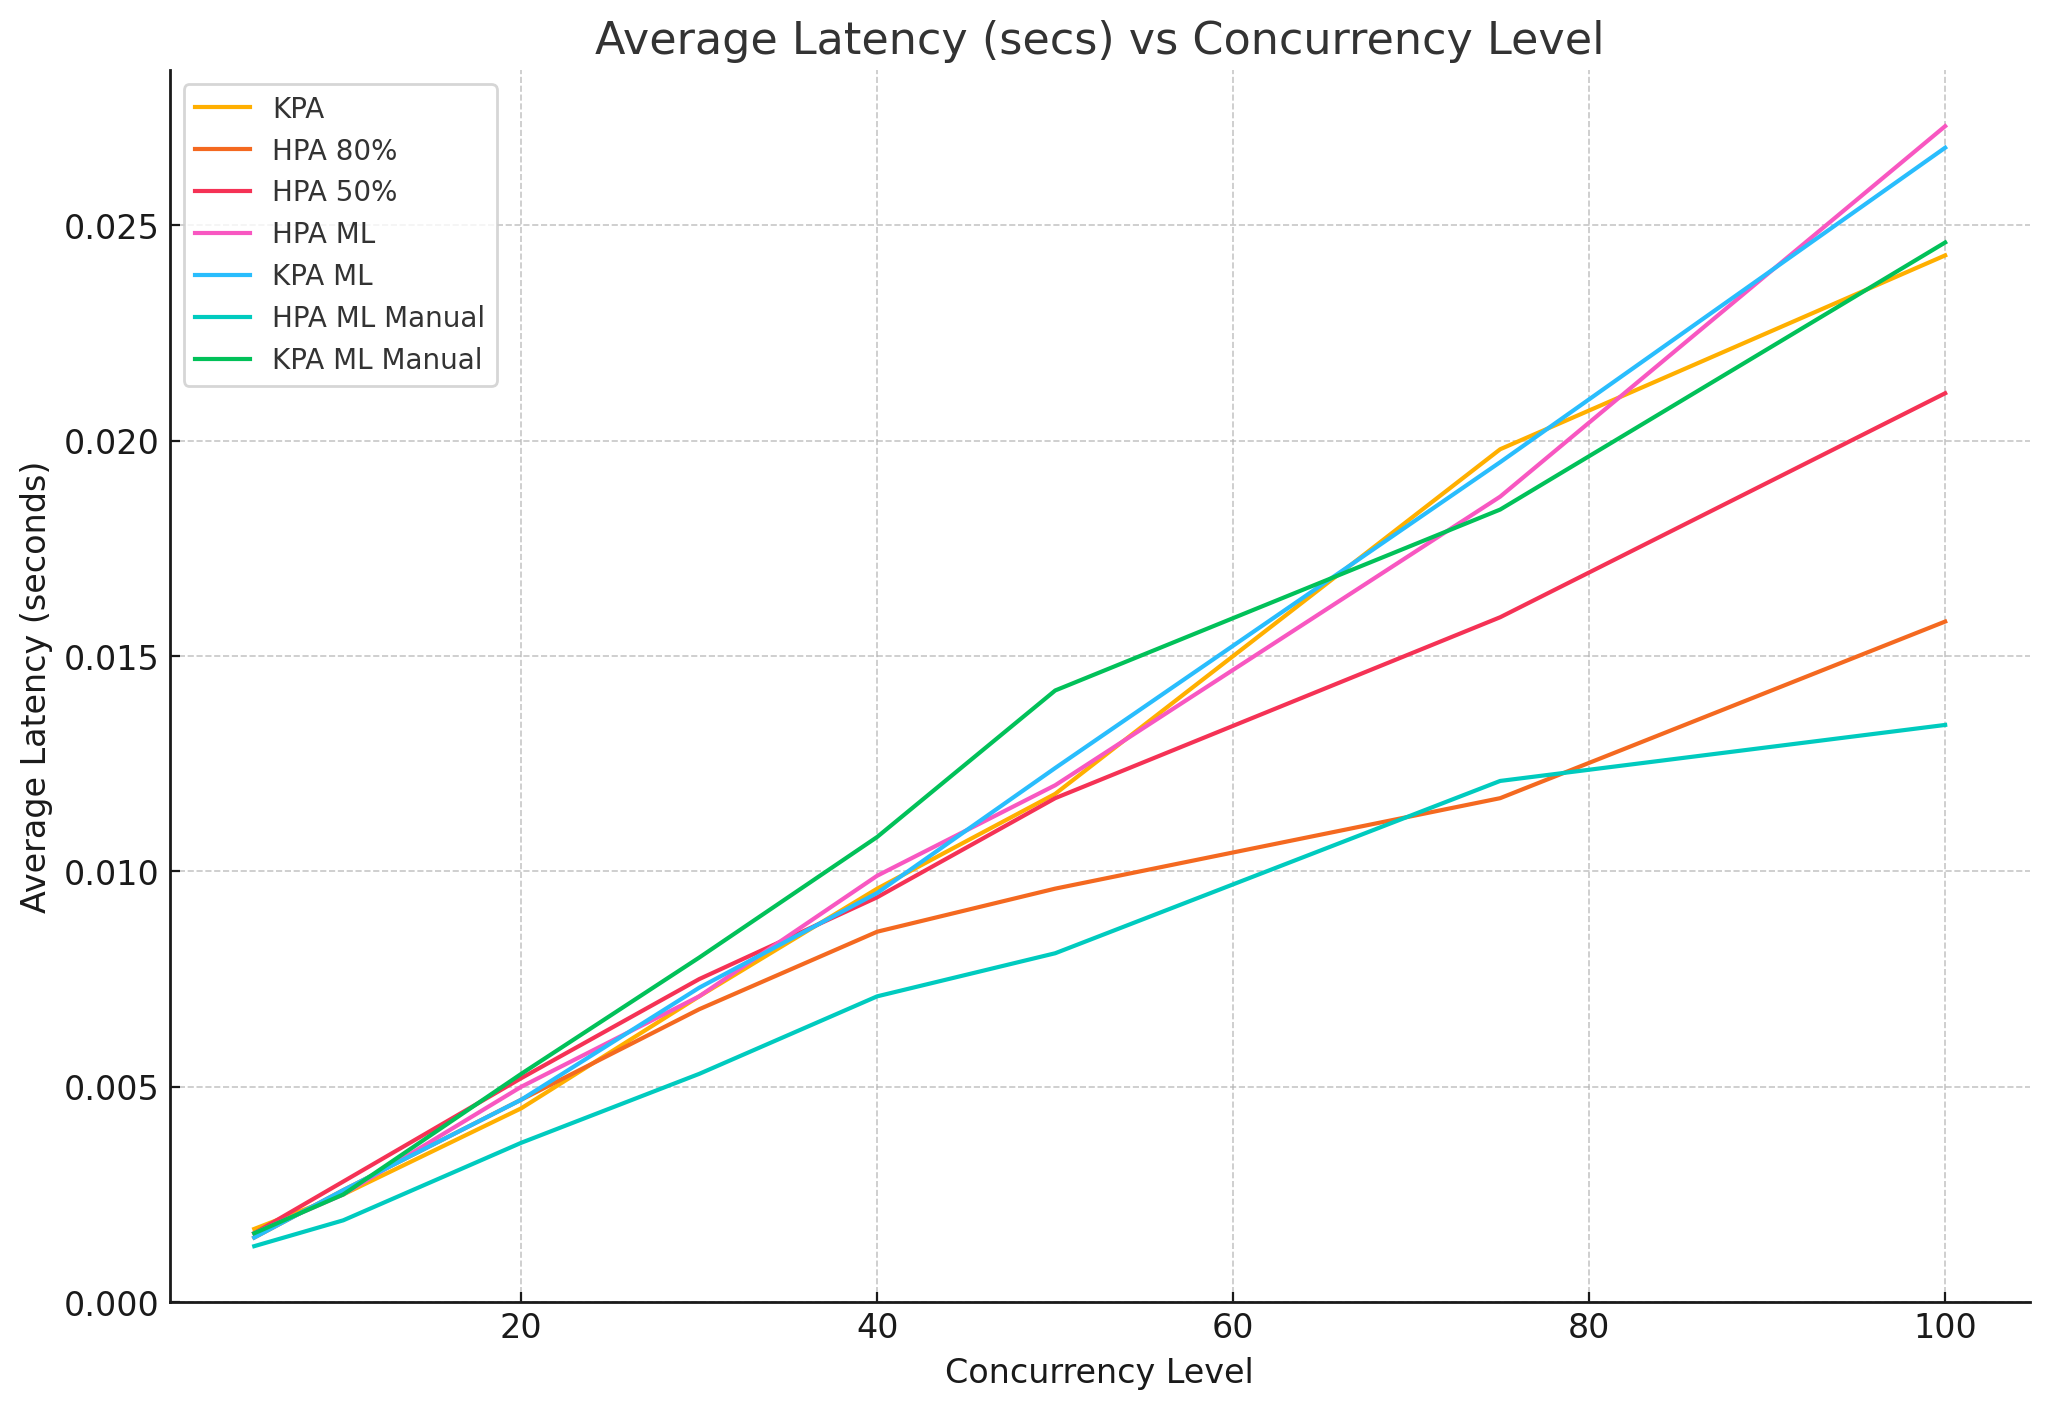 Average Latency (secs) vs Concurrency Level
KPA
HPA 80%
HPA 50%
HPA ML
KPA ML
HPA ML Manual
KPA ML Manual
0.025
0.020
0.015
0.010
0.005
0.000
Average Latency (seconds)
20 40 60 80 100
Concurrency Level